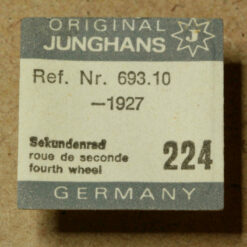 ORIGINAL
JUNGHANS J
Ref. Nr. 693.10
—1927
Sekundenrad
roue de seconde
fourth wheel
224
GERMANY